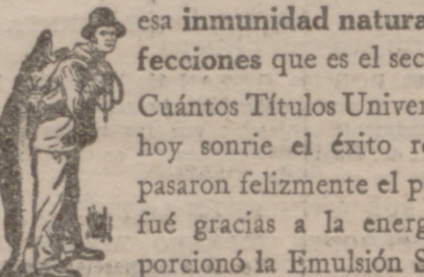 esa inmunidad natura
fecciones que es el sec
Cuántos Títulos Univer
hoy sonrie el éxito r
pasaron felizmente el p
fué gracias a la energ
porcionó la Emulsión S